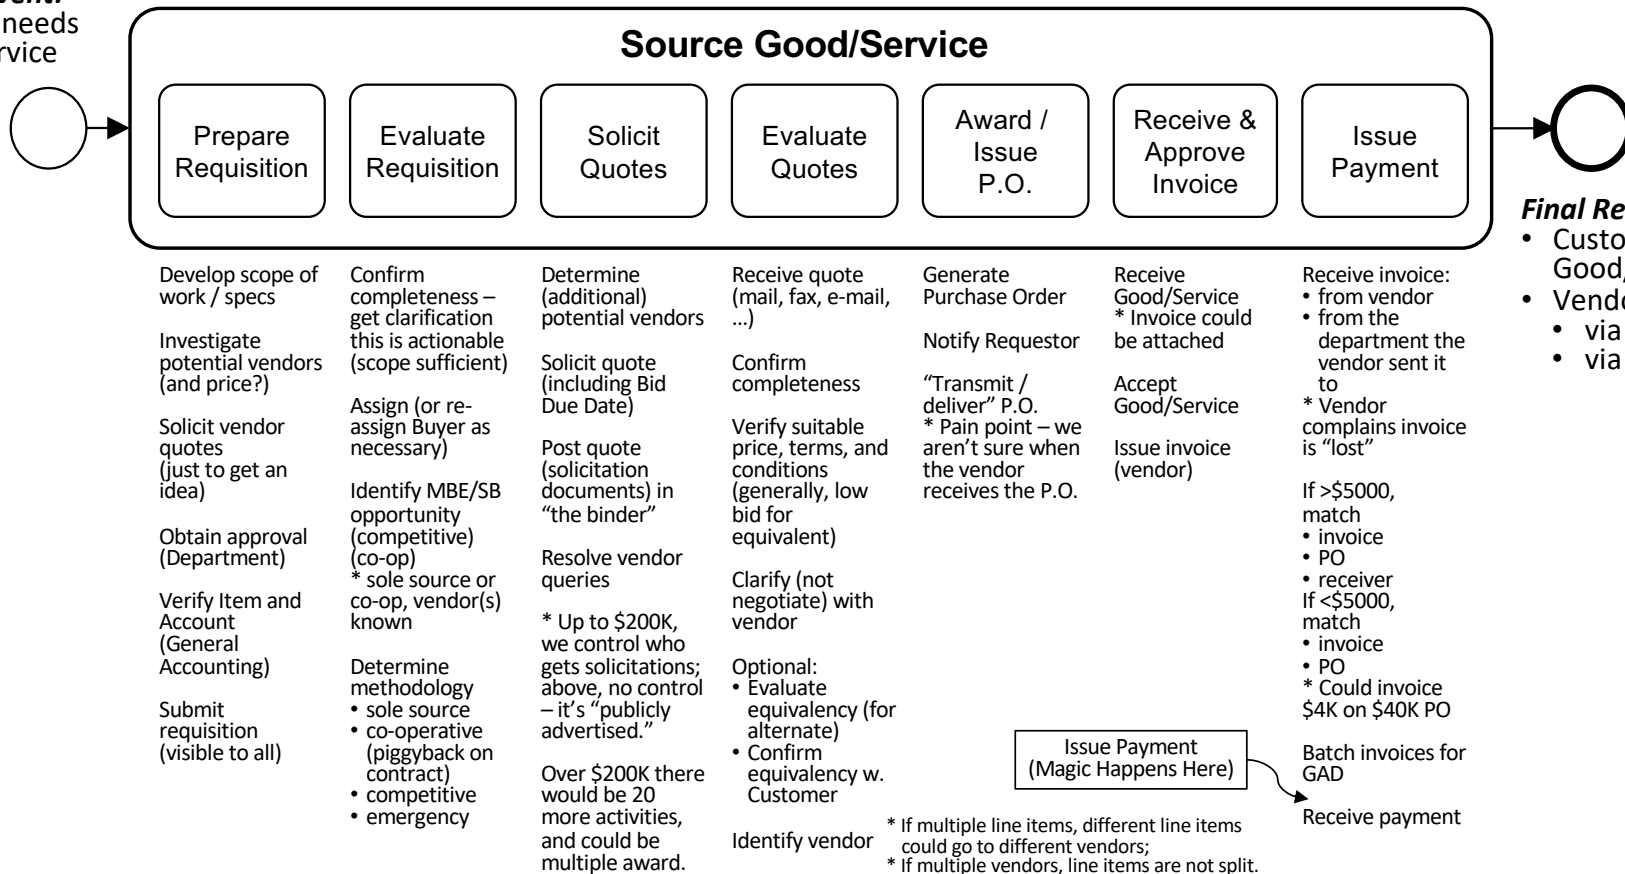 needs
Source Good/Service
Prepare
Requisition
Evaluate
Requisition
Solicit
Quotes
Evaluate
Quotes
Award /
Issue
P.O.
Receive &
Approve
Invoice
Issue
Payment
Develop scope of
work / specs
Investigate
potential vendors
(and price?)
Solicit vendor
quotes
(just to get an
idea)
Obtain approval
(Department)
Verify Item and
Account
(General
Accounting)
Submit
requisition
(visible to all)
Confirm
completeness –
get clarification
this is actionable
(scope sufficient)
Assign (or re-
assign Buyer as
necessary)
Identify MBE/SB
opportunity
(competitive)
(co-op)
* sole source or
co-op, vendor(s)
known
Determine
methodology
• sole source
• co-operative
(piggyback on
contract)
• competitive
• emergency
Determine
(additional)
potential vendors
Solicit quote
(including Bid
Due Date)
Post quote
(solicitation
documents) in
“the binder”
Resolve vendor
queries
* Up to $200K,
we control who
gets solicitations;
above, no control
– it’s “publicly
advertised.”
Over $200K there
would be 20
more activities,
and could be
multiple award.
Receive quote
(mail, fax, e-mail,
...)
Confirm
completeness
Verify suitable
price, terms, and
conditions
(generally, low
bid for
equivalent)
Clarify (not
negotiate) with
vendor
Optional:
• Evaluate
equivalency (for
alternate)
• Confirm
equivalency w.
Customer
Identify vendor
Generate
Purchase Order
Notify Requestor
“Transmit /
deliver” P.O.
* Pain point – we
aren’t sure when
the vendor
receives the P.O.
Receive
Good/Service
* Invoice could
be attached
Accept
Good/Service
Issue invoice
(vendor)
Receive invoice:
• from vendor
• from the
department the
vendor sent it
to
* Vendor
complains invoice
is “lost”
If >$5000,
match
• invoice
• PO
• receiver
If <$5000,
match
• invoice
• PO
* Could invoice
$4K on $40K PO
Batch invoices for
GAD
Receive payment
Issue Payment
(Magic Happens Here)
* If multiple line items, different line items
could go to different vendors;
* If multiple vendors, line items are not split.
Final
•
•
• via
• via